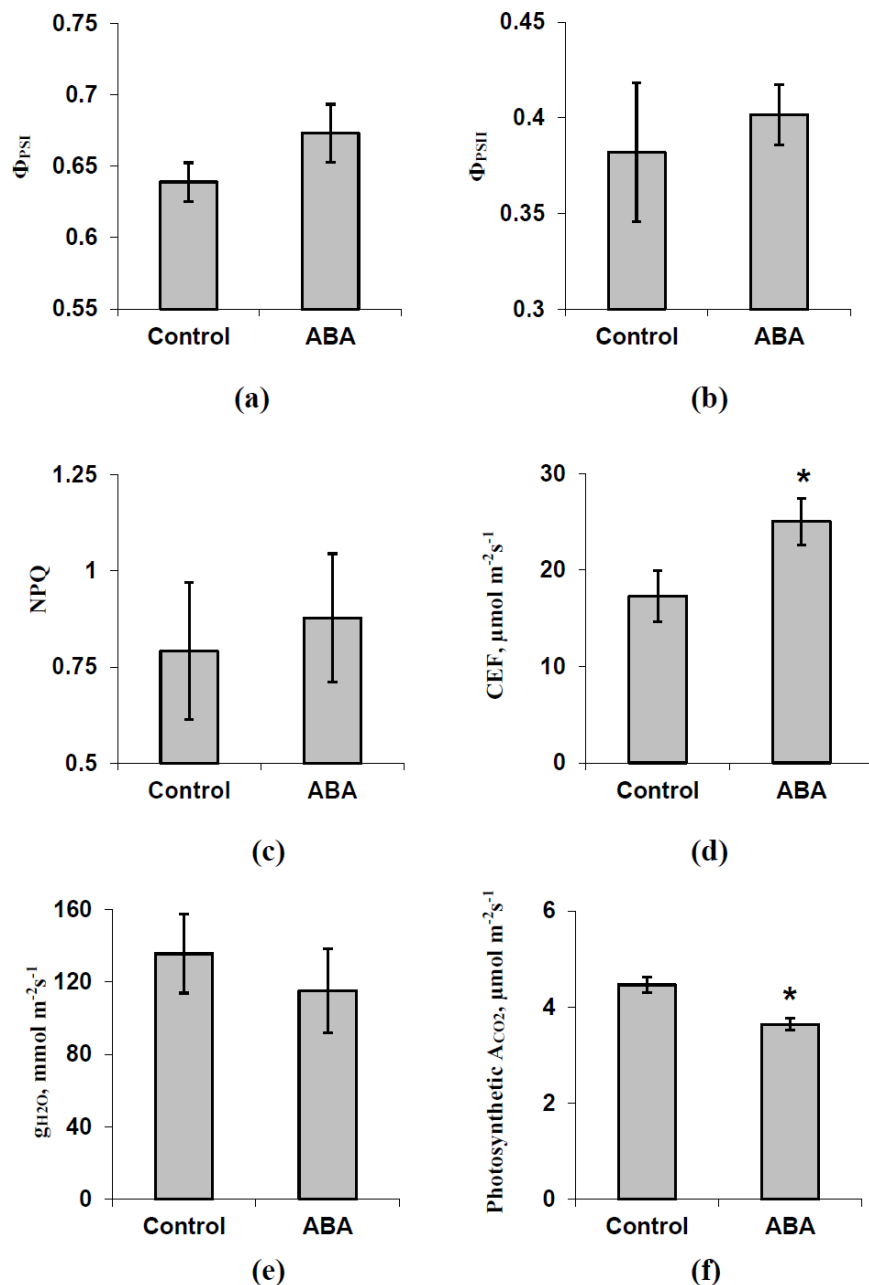 0.75
0.7
0.65
0.6
0.55
ΦPSI
Control ABA
(a)
0.45
0.4
0.35
0.3
ΦPSII
Control ABA
(b)
1.25
1
0.75
0.5
NPQ
Control ABA
(c)
30
20
10
0
CEF, μmol m⁻²s⁻¹
*
Control ABA
(d)
160
120
80
40
0
gH2O, mmol m⁻²s⁻¹
Control ABA
(e)
6
4
2
0
Photosynthetic ACO2, μmol m⁻²s⁻¹
*
Control ABA
(f)